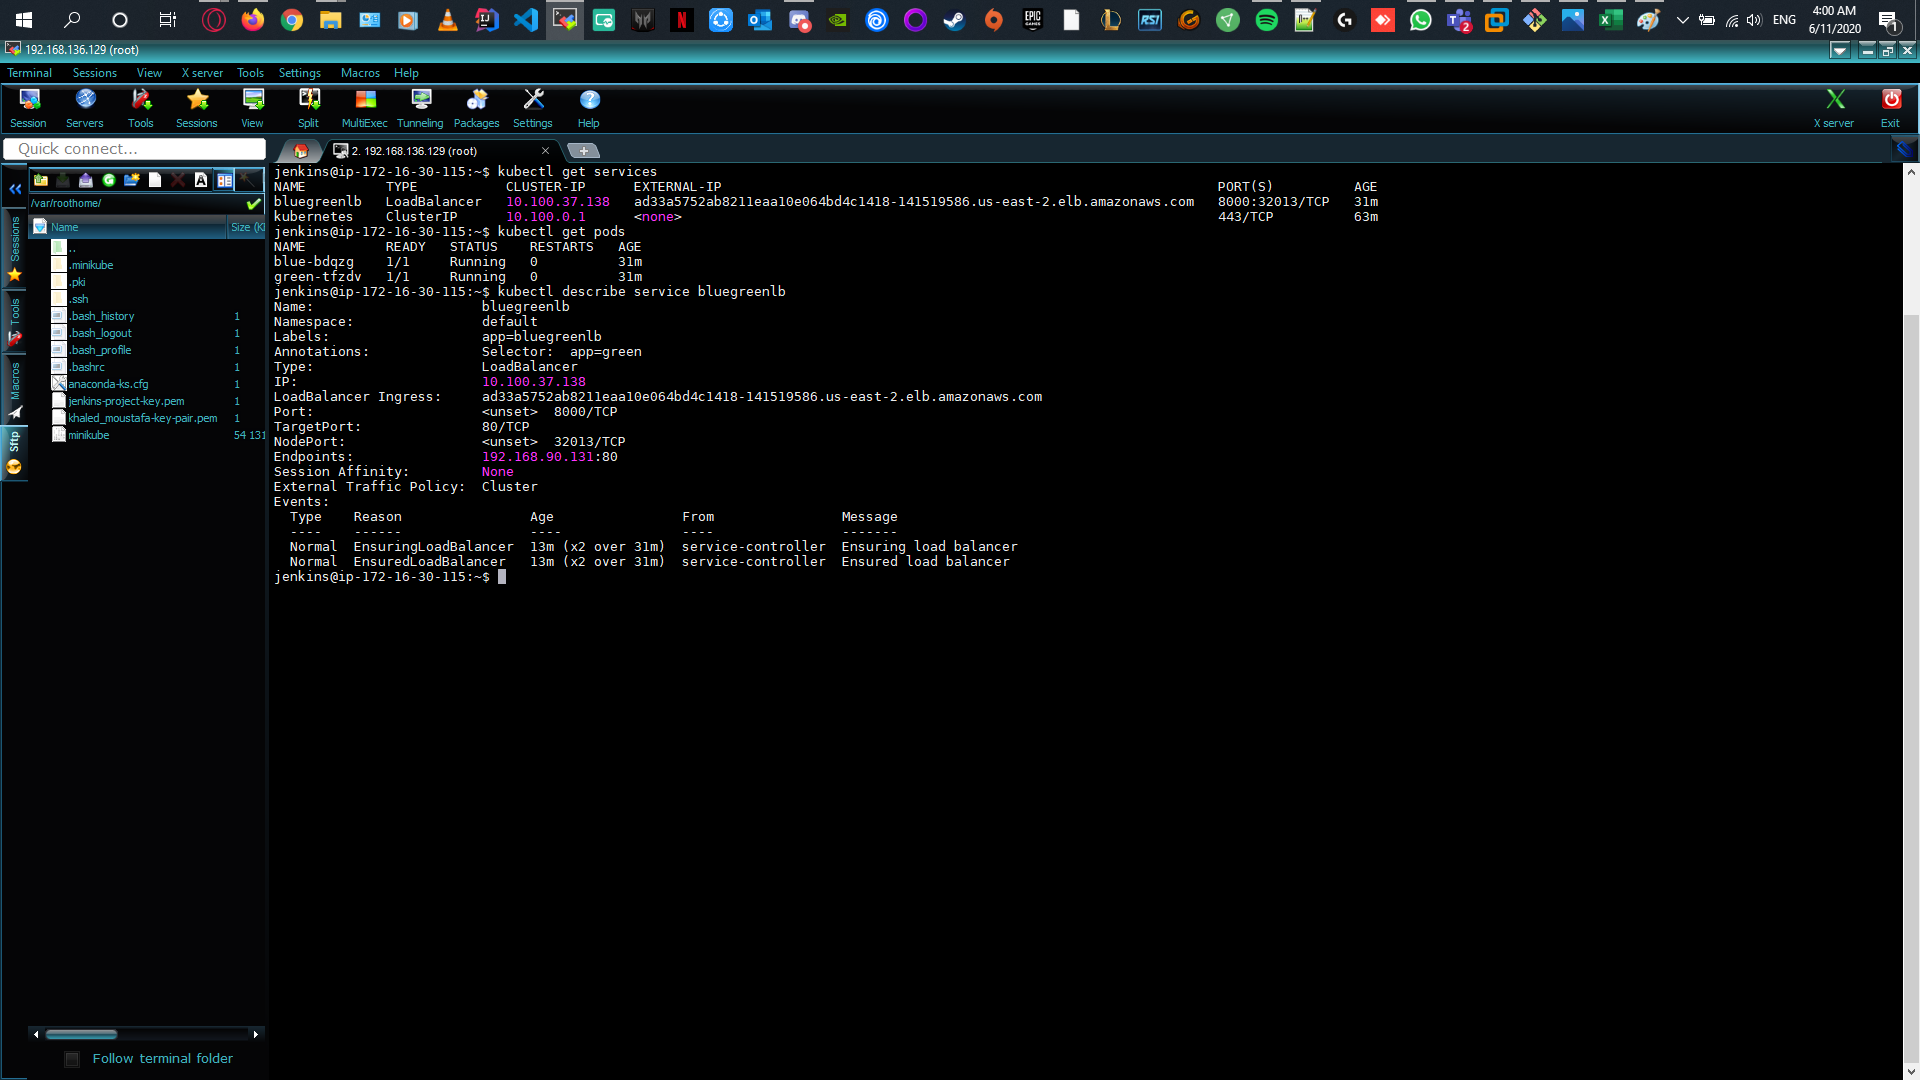 4:00 AM
ENG
6/11/2020
192.168.136.129 (root)
Terminal Sessions View X server Tools Settings Macros Help
Session Servers Tools Sessions View Split MultiExec Tunneling Packages Settings Help X server Exit
Quick connect...
2. 192.168.136.129 (root)
/var/roothome/
Name Size (K
..
.minikube
.pki
.ssh
.bash_history 1
.bash_logout 1
.bash_profile 1
.bashrc 1
anaconda-ks.cfg 1
jenkins-project-key.pem 1
khaled_moustafa-key-pair.pem 1
minikube 54 131
Sessions
Tools
Macros
Sftp
Follow terminal folder
jenkins@ip-172-16-30-115:~$ kubectl get services
NAME TYPE CLUSTER-IP EXTERNAL-IP PORT(S) AGE
bluegreenlb LoadBalancer 10.100.37.138 ad33a5752ab8211eaa10e064bd4c1418-141519586.us-east-2.elb.amazonaws.com 8000:32013/TCP 31m
kubernetes ClusterIP 10.100.0.1 <none> 443/TCP 63m
jenkins@ip-172-16-30-115:~$ kubectl get pods
NAME READY STATUS RESTARTS AGE
blue-bdqzg 1/1 Running 0 31m
green-tfzdv 1/1 Running 0 31m
jenkins@ip-172-16-30-115:~$ kubectl describe service bluegreenlb
Name: bluegreenlb
Namespace: default
Labels: app=bluegreenlb
Annotations: Selector: app=green
Type: LoadBalancer
IP: 10.100.37.138
LoadBalancer Ingress: ad33a5752ab8211eaa10e064bd4c1418-141519586.us-east-2.elb.amazonaws.com
Port: <unset> 8000/TCP
TargetPort: 80/TCP
NodePort: <unset> 32013/TCP
Endpoints: 192.168.90.131:80
Session Affinity: None
External Traffic Policy: Cluster
Events:
Type Reason Age From Message
---- ------ ---- ---- -------
Normal EnsuringLoadBalancer 13m (x2 over 31m) service-controller Ensuring load balancer
Normal EnsuredLoadBalancer 13m (x2 over 31m) service-controller Ensured load balancer
jenkins@ip-172-16-30-115:~$